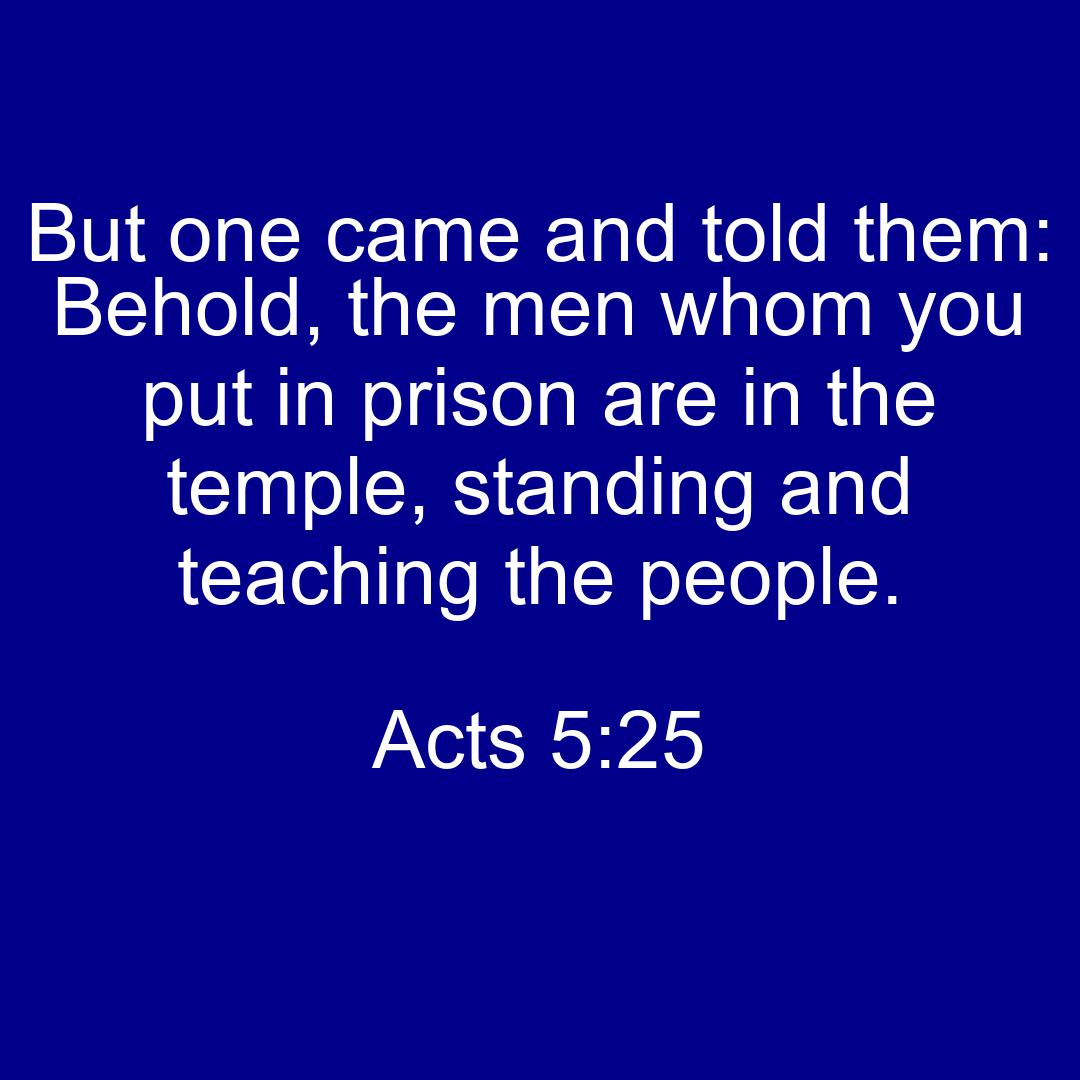 But one came and told them:
Behold, the men whom you
put in prison are in the
temple, standing and
teaching the people.
Acts 5:25